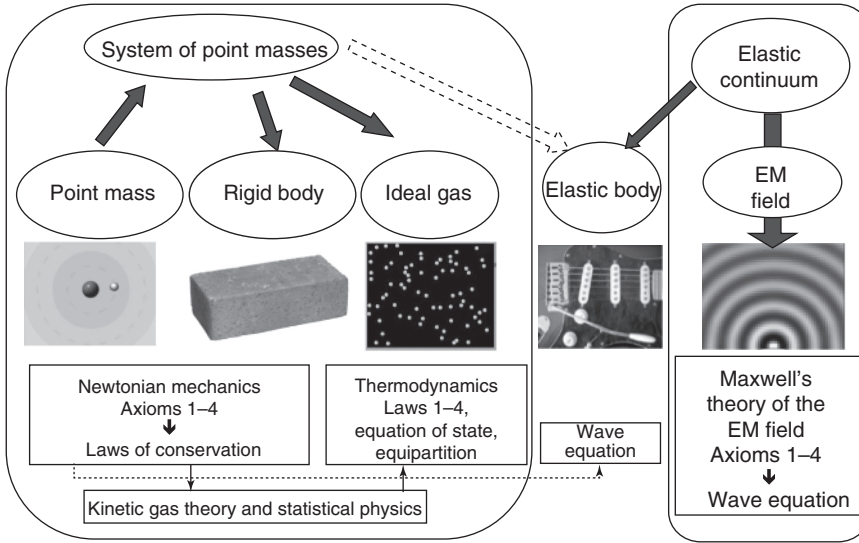 System of point masses
Elastic
continuum
Point mass
Rigid body
Ideal gas
Elastic body
EM
field
Newtonian mechanics
Axioms 1–4
Laws of conservation
Thermodynamics
Laws 1–4,
equation of state,
equipartition
Wave
equation
Maxwell's
theory of the
EM field
Axioms 1–4
Wave equation
Kinetic gas theory and statistical physics